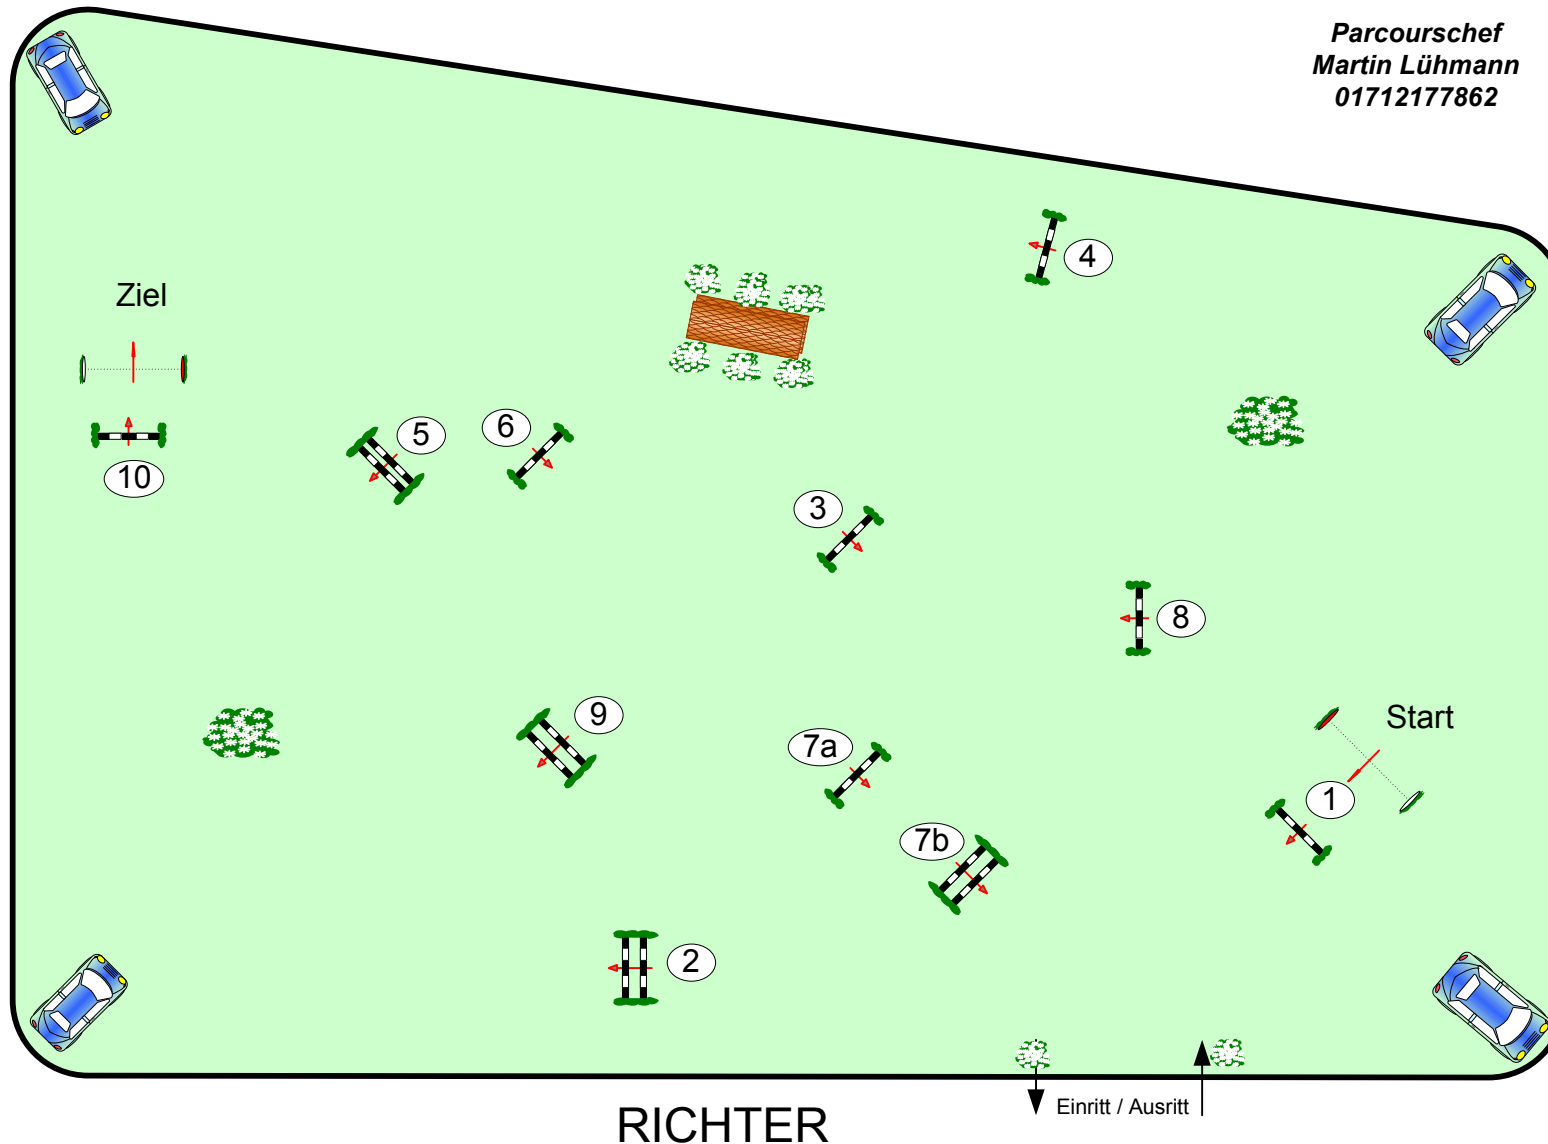 Parcourschef
Martin Lühmann
01712177862
4
Ziel
5
6
10
3
8
9
Start
7a
1
7b
2
Einritt / Ausritt
RICHTER